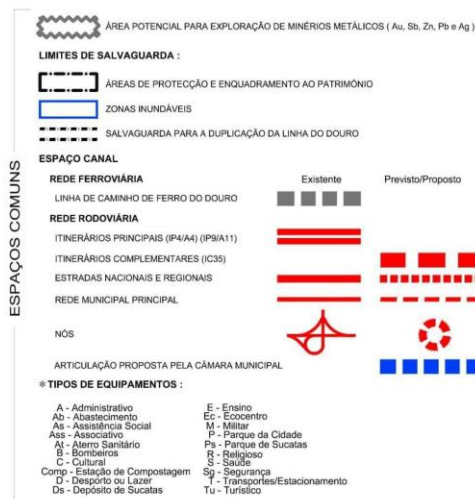 ÁREA POTENCIAL PARA EXPLORAÇÃO DE MINÉRIOS METÁLICOS ( Au, Sb, Zn, Pb e Ag )
LIMITES DE SALVAGUARDA :
ÁREAS DE PROTECÇÃO E ENQUADRAMENTO AO PATRIMÓNIO
ZONAS INUNDÁVEIS
SALVAGUARDA PARA A DUPLICAÇÃO DA LINHA DO DOURO
ESPAÇOS COMUNS
ESPAÇO CANAL
REDE FERROVIÁRIA Existente Previsto/Proposto
LINHA DE CAMINHO DE FERRO DO DOURO
REDE RODOVIÁRIA
ITINERÁRIOS PRINCIPAIS (IP4/A4) (IP9/A11)
ITINERÁRIOS COMPLEMENTARES (IC35)
ESTRADAS NACIONAIS E REGIONAIS
REDE MUNICIPAL PRINCIPAL
NÓS
ARTICULAÇÃO PROPOSTA PELA CÂMARA MUNICIPAL
* TIPOS DE EQUIPAMENTOS :
A - Administrativo
Ab - Abastecimento
As - Assistência Social
Ass - Associativo
At - Aterro Sanitário
B - Bombeiros
C - Cultural
Comp - Estação de Compostagem
D - Desporto ou Lazer
Ds - Depósito de Sucatas
E - Ensino
Ec - Ecocentro
M - Militar
P - Parque da Cidade
Ps - Parque de Sucatas
R - Religioso
S - Saúde
Sg - Segurança
T - Transportes/Estacionamento
Tu - Turístico